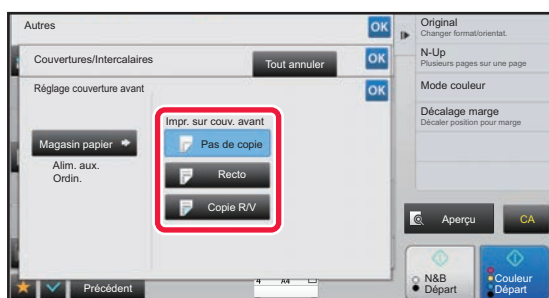 Autres
OK
Couvertures/Intercalaires
Tout annuler
OK
Réglage couverture avant
OK
Impr. sur couv. avant
Magasin papier
Alim. aux.
Ordin.
Pas de copie
Recto
Copie R/V
Précédent
4 A4
Original
Changer format/orientat.
N-Up
Plusieurs pages sur une page
Mode couleur
Décalage marge
Décaler position pour marge
Aperçu
CA
N&B
Départ
Couleur
Départ